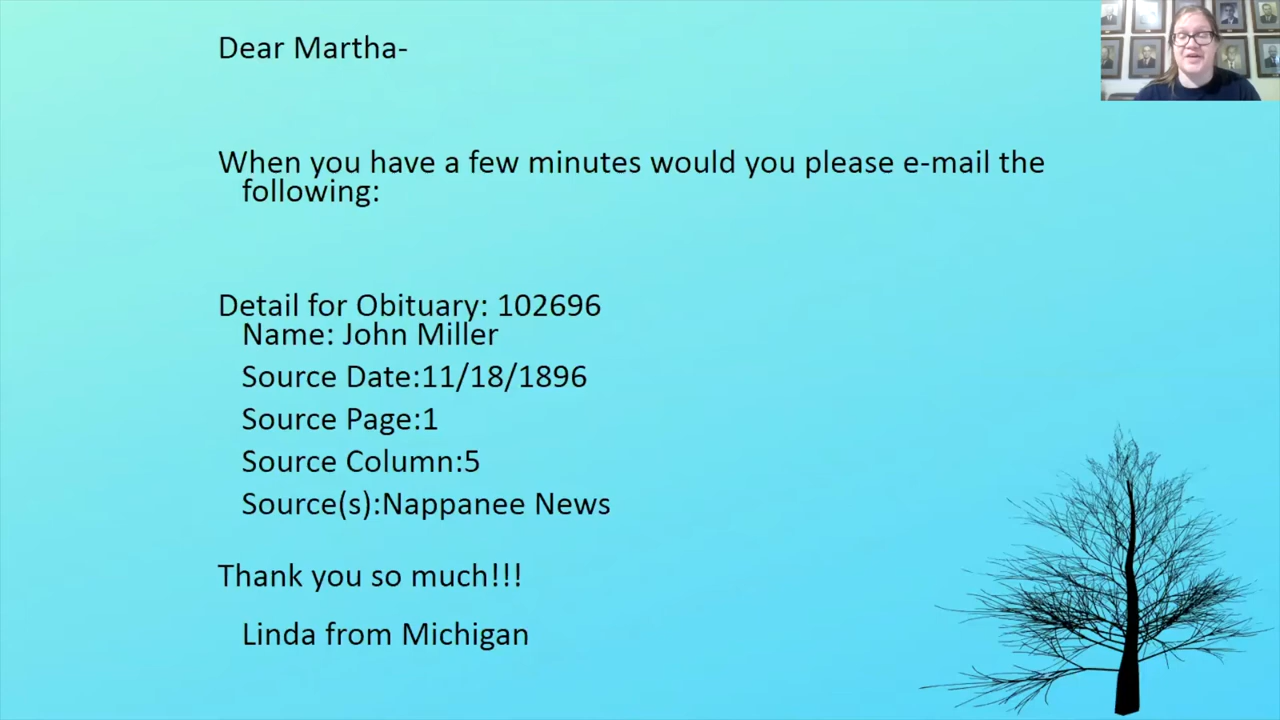 Dear Martha-
When you have a few minutes would you please e-mail the
following:
Detail for Obituary: 102696
Name: John Miller
Source Date:11/18/1896
Source Page:1
Source Column:5
Source(s):Nappanee News
Thank you so much!!!
Linda from Michigan